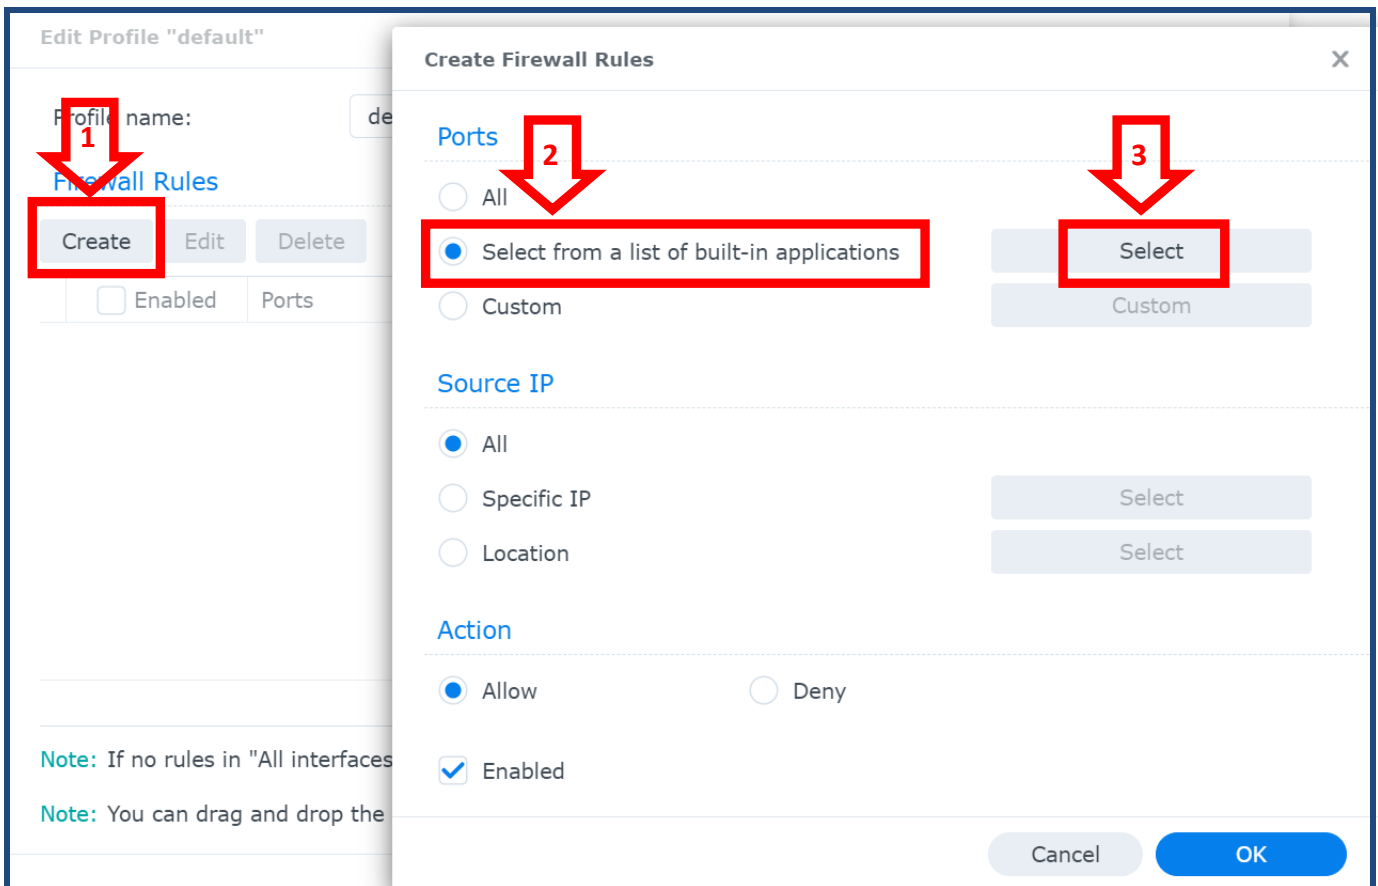 Edit Profile "default"
Profile name:
de
1
Firewall Rules
Create
Edit
Delete
Enabled
Ports
Note: If no rules in "All interfaces
Note: You can drag and drop the
Create Firewall Rules
Ports
2
3
All
Select from a list of built-in applications
Select
Custom
Custom
Source IP
All
Specific IP
Select
Location
Select
Action
Allow
Deny
Enabled
Cancel
OK